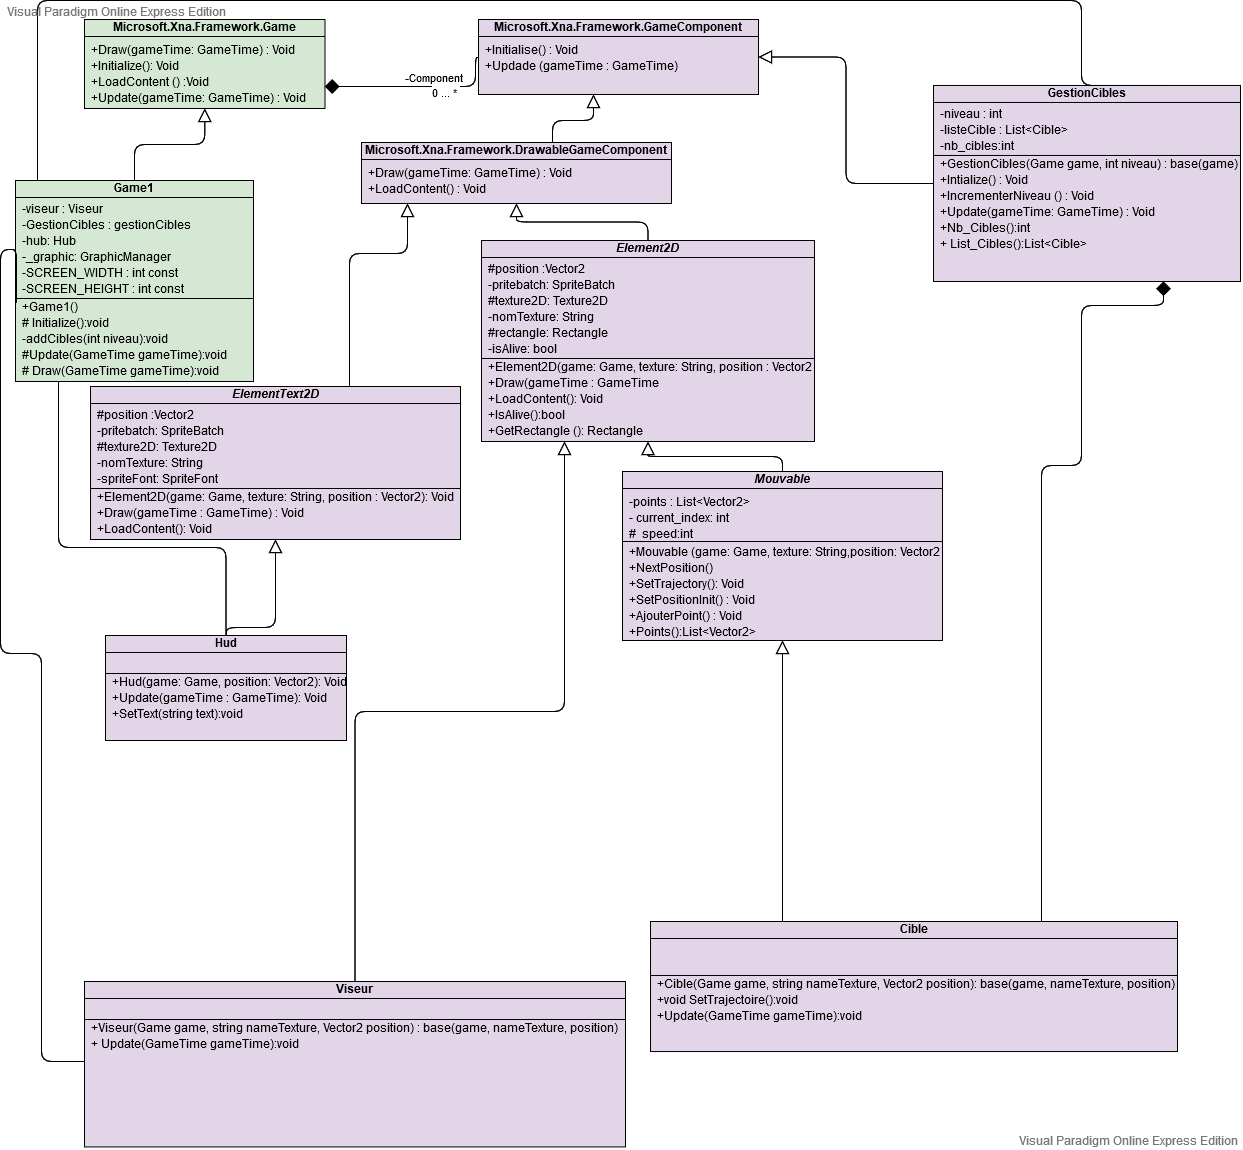 Visual Paradigm Online Express Edition
Microsoft.Xna.Framework.Game
+Draw(gameTime: GameTime) : Void
+Initialize(): Void
+LoadContent () :Void
+Update(gameTime: GameTime) : Void
-Component
0 ... *
Microsoft.Xna.Framework.GameComponent
+Initialise() : Void
+Updade (gameTime : GameTime)
GestionCibles
-niveau : int
-listeCible : List<Cible>
-nb_cibles:int
+GestionCibles(Game game, int niveau) : base(game)
+Intialize() : Void
+IncrementerNiveau () : Void
+Update(gameTime: GameTime) : Void
+Nb_Cibles():int
+ List_Cibles():List<Cible>
Microsoft.Xna.Framework.DrawableGameComponent
+Draw(gameTime: GameTime) : Void
+LoadContent() : Void
Game1
-viseur : Viseur
-GestionCibles : gestionCibles
-hub: Hub
-_graphic: GraphicManager
-SCREEN_WIDTH : int const
-SCREEN_HEIGHT : int const
+Game1()
# Initialize():void
-addCibles(int niveau):void
#Update(GameTime gameTime):void
# Draw(GameTime gameTime):void
Element2D
#position :Vector2
-pritebatch: SpriteBatch
#texture2D: Texture2D
-nomTexture: String
#rectangle: Rectangle
-isAlive: bool
+Element2D(game: Game, texture: String, position : Vector2
+Draw(gameTime : GameTime
+LoadContent(): Void
+IsAlive():bool
+GetRectangle (): Rectangle
ElementText2D
#position :Vector2
-pritebatch: SpriteBatch
#texture2D: Texture2D
-nomTexture: String
-spriteFont: SpriteFont
+Element2D(game: Game, texture: String, position : Vector2): Void
+Draw(gameTime : GameTime) : Void
+LoadContent(): Void
Mouvable
-points : List<Vector2>
- current_index: int
# speed:int
+Mouvable (game: Game, texture: String,position: Vector2
+NextPosition()
+SetTrajectory(): Void
+SetPositionInit() : Void
+AjouterPoint() : Void
+Points():List<Vector2>
Hud
+Hud(game: Game, position: Vector2): Void
+Update(gameTime : GameTime): Void
+SetText(string text):void
Cible
+Cible(Game game, string nameTexture, Vector2 position): base(game, nameTexture, position)
+void SetTrajectoire():void
+Update(GameTime gameTime):void
Viseur
+Viseur(Game game, string nameTexture, Vector2 position) : base(game, nameTexture, position)
+ Update(GameTime gameTime):void
Visual Paradigm Online Express Edition